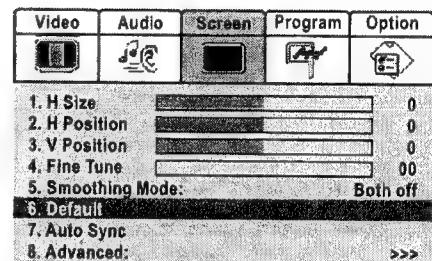 Video Audio Screen Program Option
1. H Size 0
2. H Position 0
3. V Position 0
4. Fine Tune 00
5. Smoothing Mode: Both off
6. Default
7. Auto Sync
8. Advanced: >>>